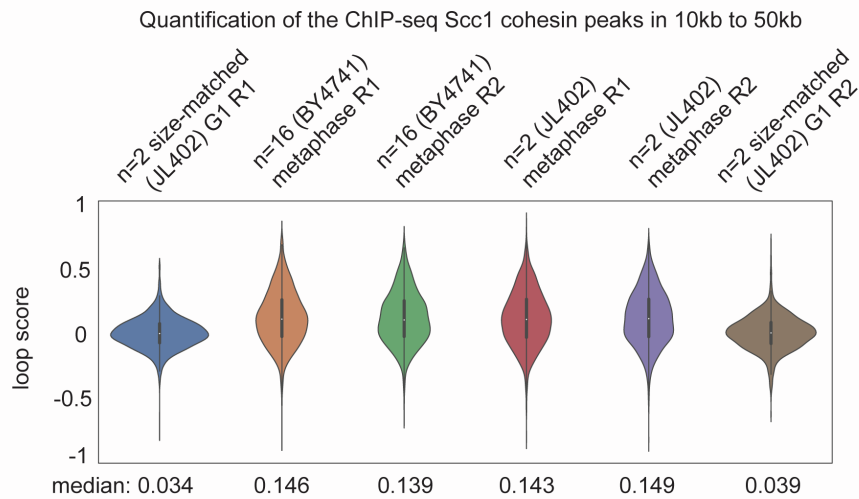 Quantification of the ChIP-seq Scc1 cohesin peaks in 10kb to 50kb
n=2 size-matched
(JL402) G1 R1
n=16 (BY4741)
metaphase R1
n=16 (BY4741)
metaphase R2
n=2 (JL402)
metaphase R1
n=2 (JL402)
metaphase R2
n=2 size-matched
(JL402) G1 R2
loop score
1
0.5
0
-0.5
-1
median: 0.034 0.146 0.139 0.143 0.149 0.039